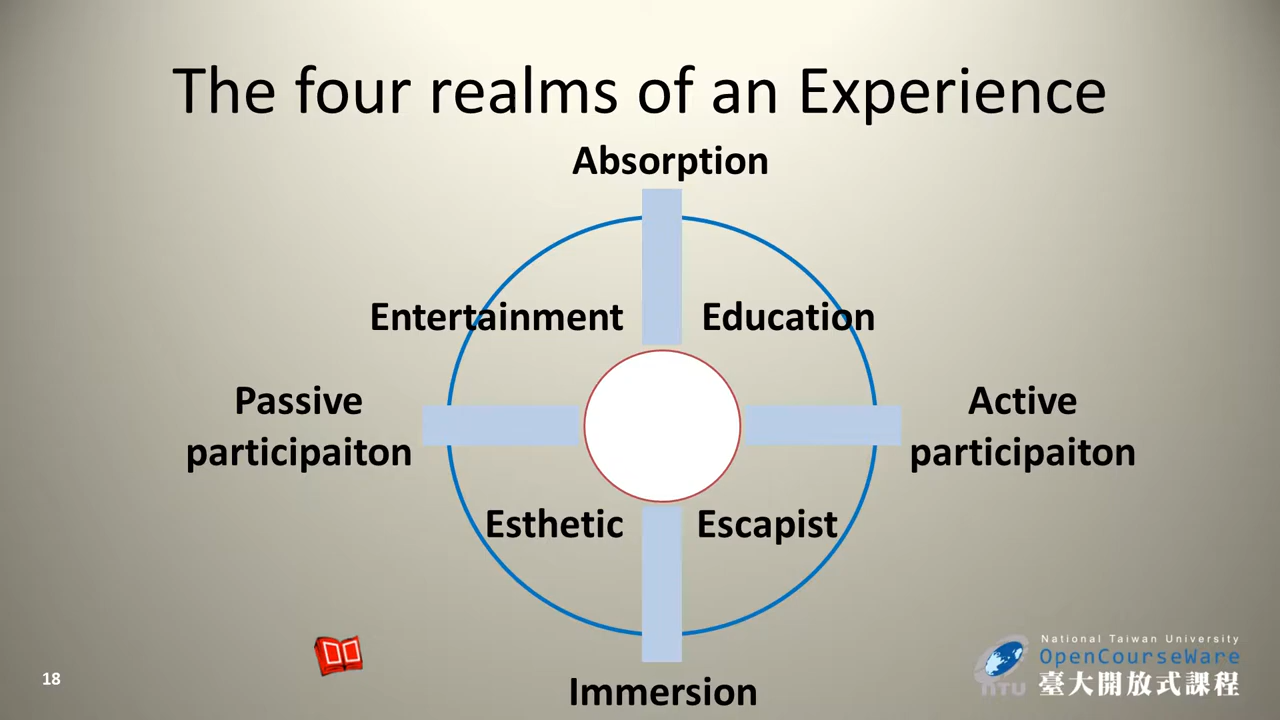 The four realms of an Experience
Absorption
Entertainment
Education
Passive
participaiton
Active
participaiton
Esthetic
Escapist
Immersion
18
National Taiwan University
OpenCourseWare
NTU
臺大開放式課程